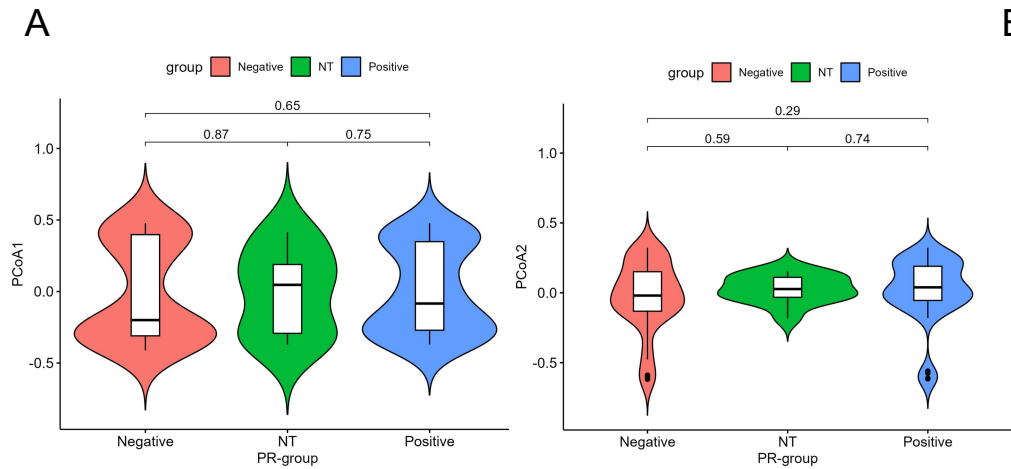 A
group Negative NT Positive
0.65
0.87 0.75
1.0
0.5
0.0
-0.5
PCoA1
Negative NT Positive
PR-group
group Negative NT Positive
0.29
0.59 0.74
1.0
0.5
0.0
-0.5
PCoA2
Negative NT Positive
PR-group